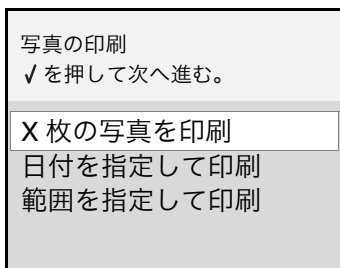 写真の印刷
√を押して次へ進む。
X 枚の写真を印刷
日付を指定して印刷
範囲を指定して印刷